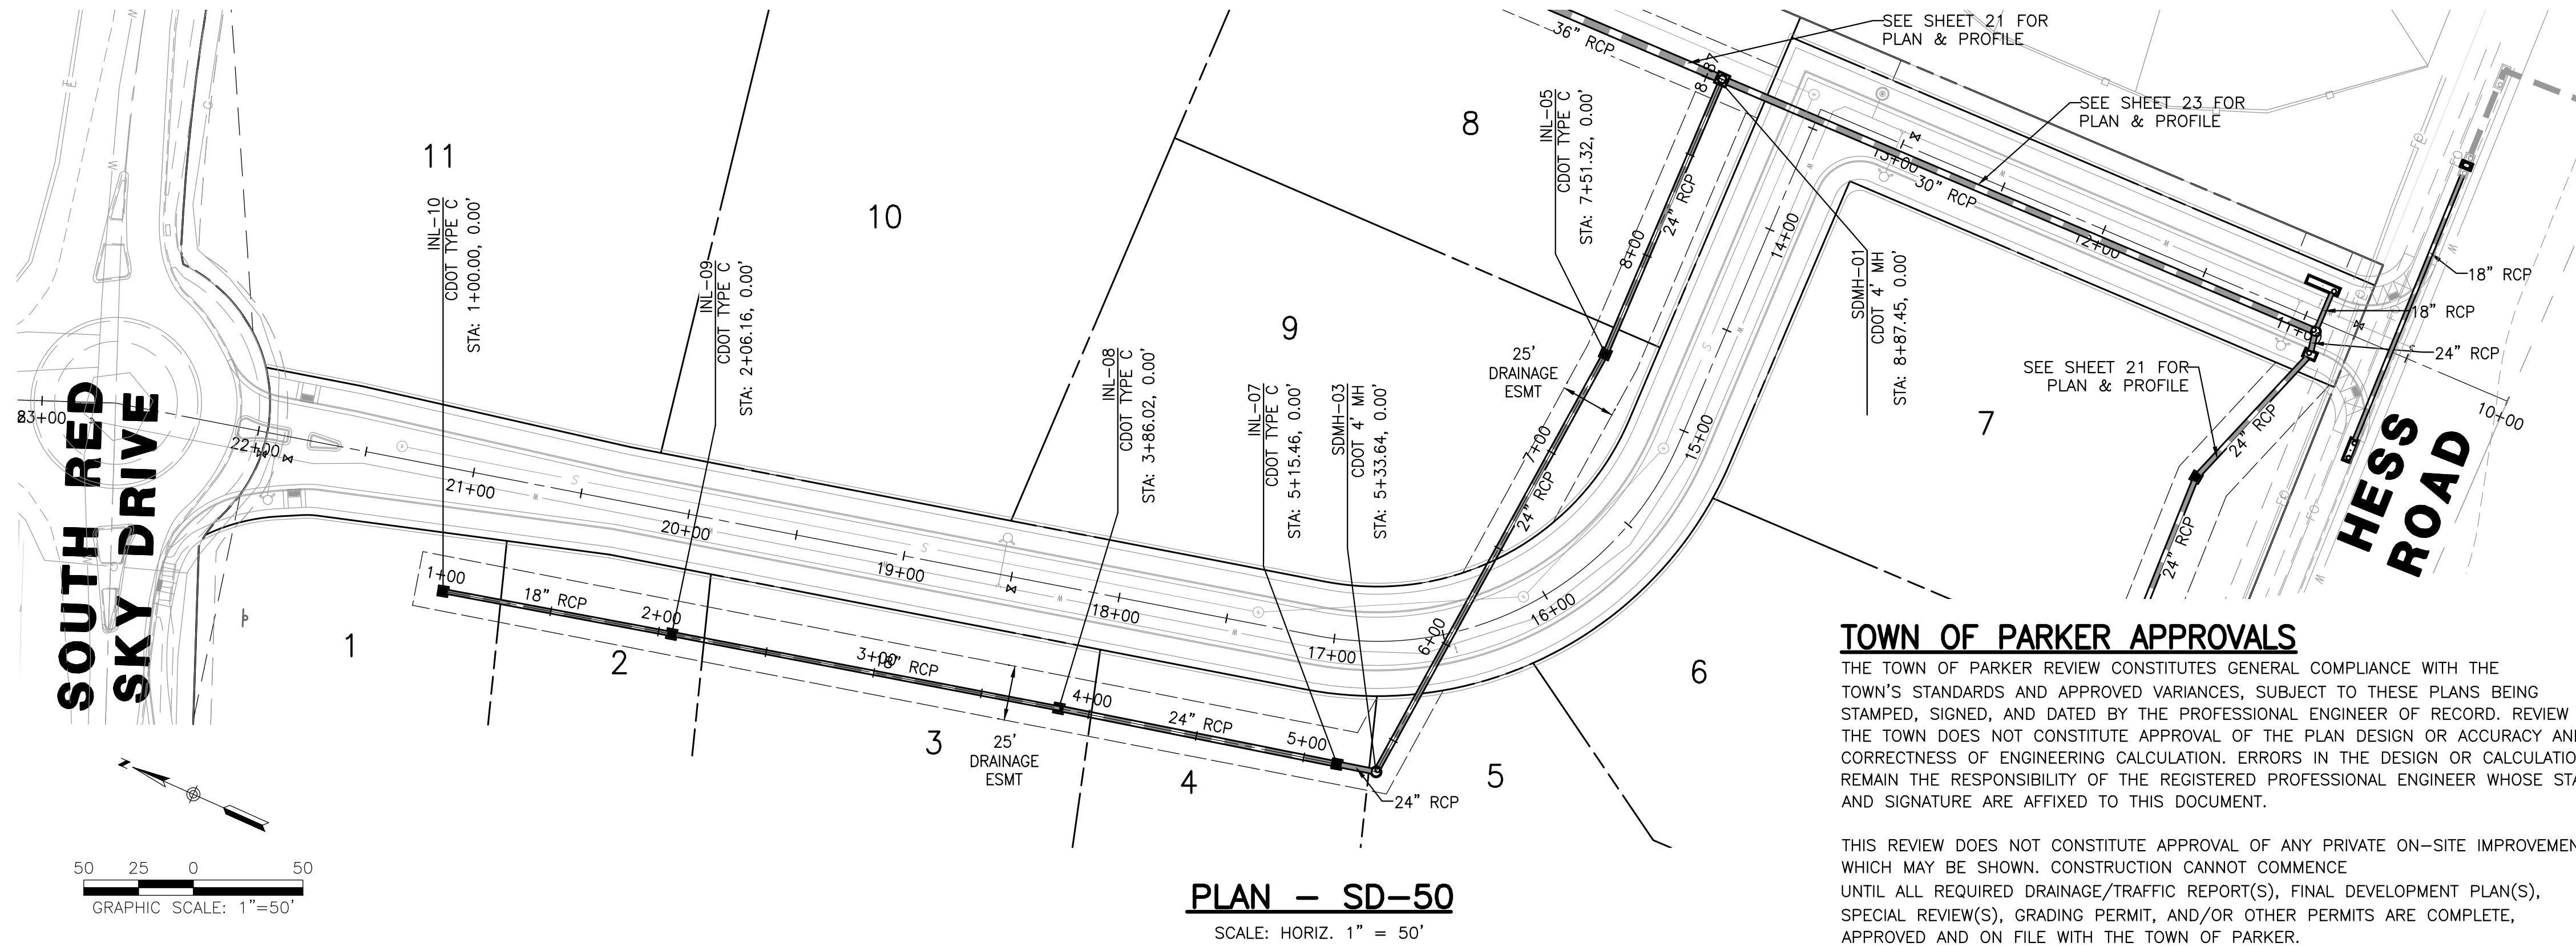 SEE SHEET 21 FOR
PLAN & PROFILE
36" RCP
8+87
SEE SHEET 23 FOR
PLAN & PROFILE
13+00
30" RCP
12+00
11+00
10+00
18" RCP
18" RCP
24" RCP
SEE SHEET 21 FOR
PLAN & PROFILE
24" RCP
24" RCP
HESS
ROAD
INL-05
CDOT TYPE C
STA: 7+51.32, 0.00'
8+00
24" RCP
14+00
SDMH-01
CDOT 4' MH
STA: 8+87.45, 0.00'
8
11
INL-10
CDOT TYPE C
STA: 1+00.00, 0.00'
INL-09
CDOT TYPE C
STA: 2+06.16, 0.00'
10
INL-08
CDOT TYPE C
STA: 3+86.02, 0.00'
9
INL-07
CDOT TYPE C
STA: 5+15.46, 0.00'
SDMH-03
CDOT 4' MH
STA: 5+33.64, 0.00'
25'
DRAINAGE
ESMT
7
7+00
24" RCP
15+00
SOUTH RED
SKY DRIVE
23+00
22+00
21+00
20+00
19+00
18+00
17+00
16+00
6+00
1+00
18" RCP
2+00
3+00
18" RCP
4+00
24" RCP
5+00
24" RCP
1
2
3
25'
DRAINAGE
ESMT
4
5
6
N
50 25 0 50
GRAPHIC SCALE: 1"=50'
PLAN - SD-50
SCALE: HORIZ. 1" = 50'
TOWN OF PARKER APPROVALS
THE TOWN OF PARKER REVIEW CONSTITUTES GENERAL COMPLIANCE WITH THE
TOWN'S STANDARDS AND APPROVED VARIANCES, SUBJECT TO THESE PLANS BEING
STAMPED, SIGNED, AND DATED BY THE PROFESSIONAL ENGINEER OF RECORD. REVIEW
THE TOWN DOES NOT CONSTITUTE APPROVAL OF THE PLAN DESIGN OR ACCURACY AN
CORRECTNESS OF ENGINEERING CALCULATION. ERRORS IN THE DESIGN OR CALCULATIO
REMAIN THE RESPONSIBILITY OF THE REGISTERED PROFESSIONAL ENGINEER WHOSE STA
AND SIGNATURE ARE AFFIXED TO THIS DOCUMENT.
THIS REVIEW DOES NOT CONSTITUTE APPROVAL OF ANY PRIVATE ON-SITE IMPROVEMEN
WHICH MAY BE SHOWN. CONSTRUCTION CANNOT COMMENCE
UNTIL ALL REQUIRED DRAINAGE/TRAFFIC REPORT(S), FINAL DEVELOPMENT PLAN(S),
SPECIAL REVIEW(S), GRADING PERMIT, AND/OR OTHER PERMITS ARE COMPLETE,
APPROVED AND ON FILE WITH THE TOWN OF PARKER.